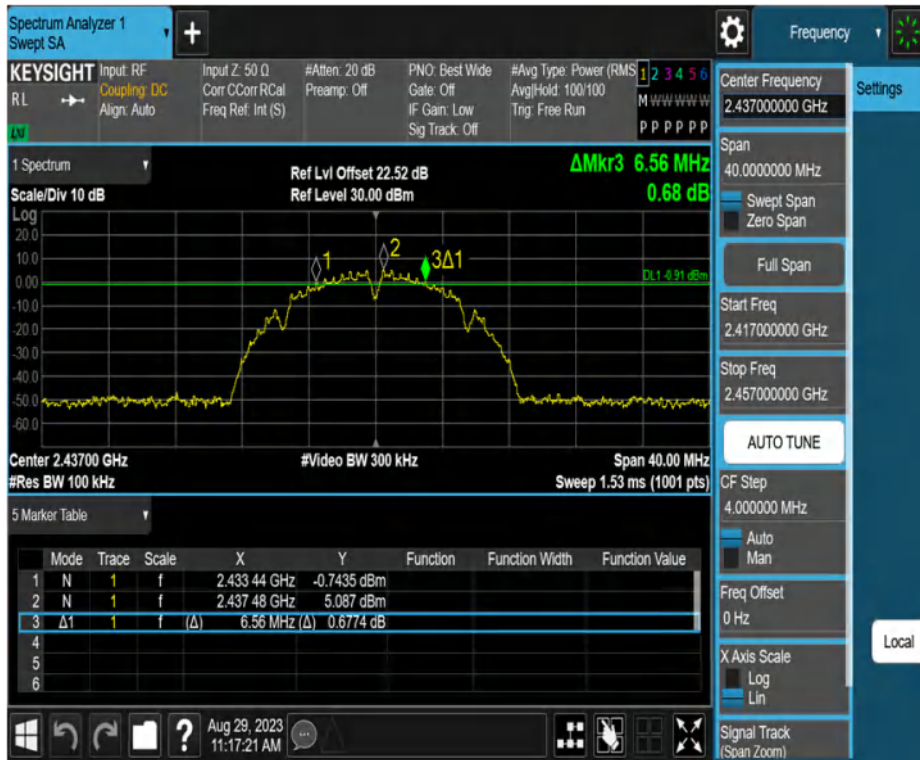 Spectrum Analyzer 1
Swept SA
+
Frequency
KEYSIGHT
RL
LXI
Input: RF
Coupling: DC
Align: Auto
Input Z: 50 Ω
Corr CCorr RCal
Freq Ref: Int (S)
#Atten: 20 dB
Preamp: Off
PNO: Best Wide
Gate: Off
IF Gain: Low
Sig Track: Off
#Avg Type: Power (RMS
Avg|Hold: 100/100
Trig: Free Run
1 2 3 4 5 6
M W W W W W
P P P P P P
Center Frequency
2.437000000 GHz
Settings
1 Spectrum
Scale/Div 10 dB
Ref Lvl Offset 22.52 dB
Ref Level 30.00 dBm
ΔMkr3 6.56 MHz
0.68 dB
Span
40.0000000 MHz
Swept Span
Zero Span
Full Span
Start Freq
2.417000000 GHz
Stop Freq
2.457000000 GHz
AUTO TUNE
CF Step
4.000000 MHz
Auto
Man
Freq Offset
0 Hz
X Axis Scale
Log
Lin
Signal Track
(Span Zoom)
Local
Log
20.0
10.0
0.00
-10.0
-20.0
-30.0
-40.0
-50.0
-60.0
1
2
3Δ1
DL1 -0.91 dBm
Center 2.43700 GHz
#Video BW 300 kHz
Span 40.00 MHz
#Res BW 100 kHz
Sweep 1.53 ms (1001 pts)
5 Marker Table
Mode Trace Scale X Y Function Function Width Function Value
1 N 1 f 2.433 44 GHz -0.7435 dBm
2 N 1 f 2.437 48 GHz 5.087 dBm
3 Δ1 1 f (Δ) 6.56 MHz (Δ) 0.6774 dB
4
5
6
?
Aug 29, 2023
11:17:21 AM